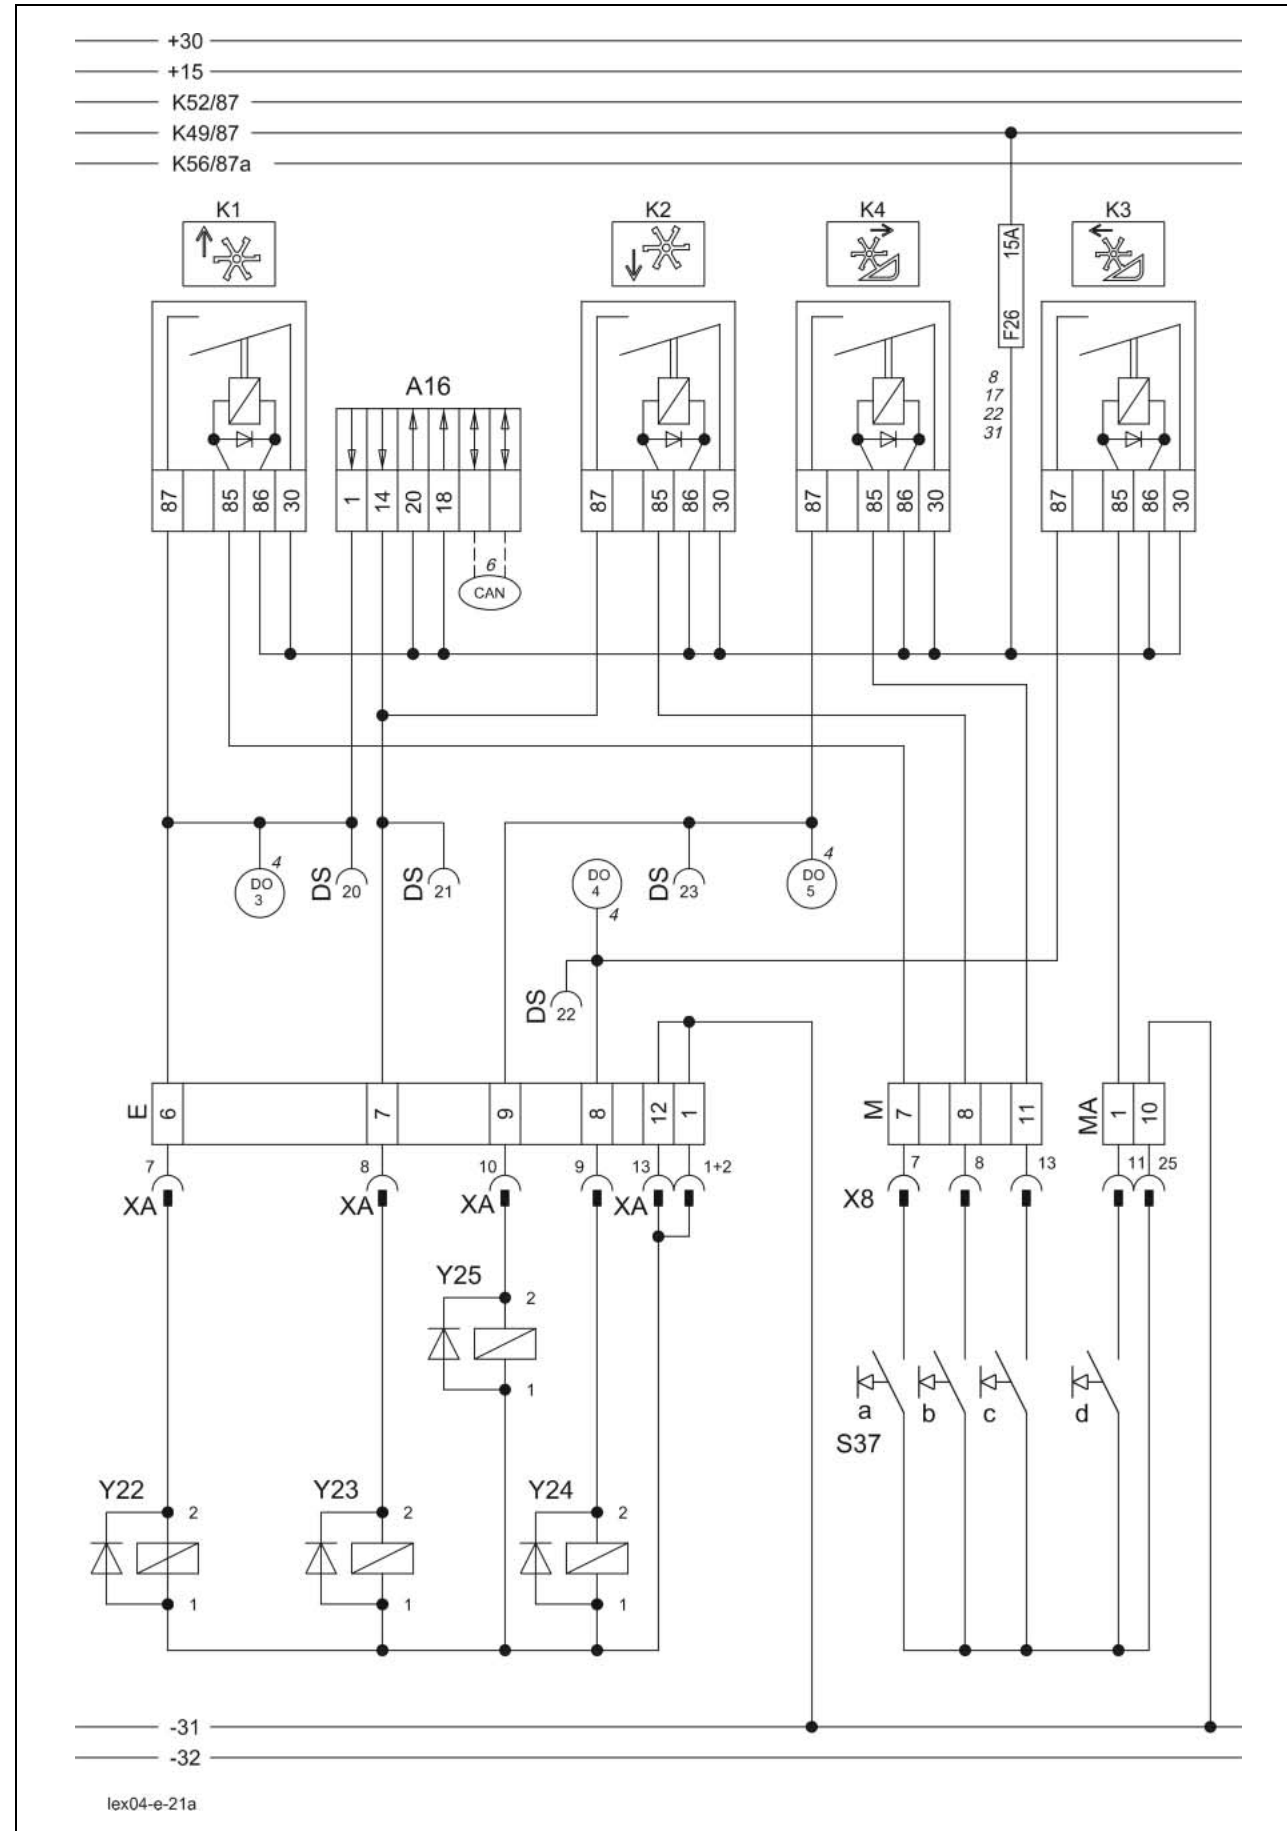 +30
+15
K52/87
K49/87
K56/87a
K1
K2
K4
K3
15A
F26
8
17
22
31
A16
87
85
86
30
1
14
20
18
87
85
86
30
87
85
86
30
87
85
86
30
6
CAN
4
DO
3
DS
20
DS
21
DO
4
4
DS
23
4
DO
5
DS
22
E
6
7
9
8
12
1
M
7
8
11
MA
1
10
7
8
10
9
13
1+2
7
8
13
11
25
XA
XA
XA
XA
X8
Y25
2
1
a
b
c
d
S37
Y22
2
1
Y23
2
1
Y24
2
1
-31
-32
lex04-e-21a